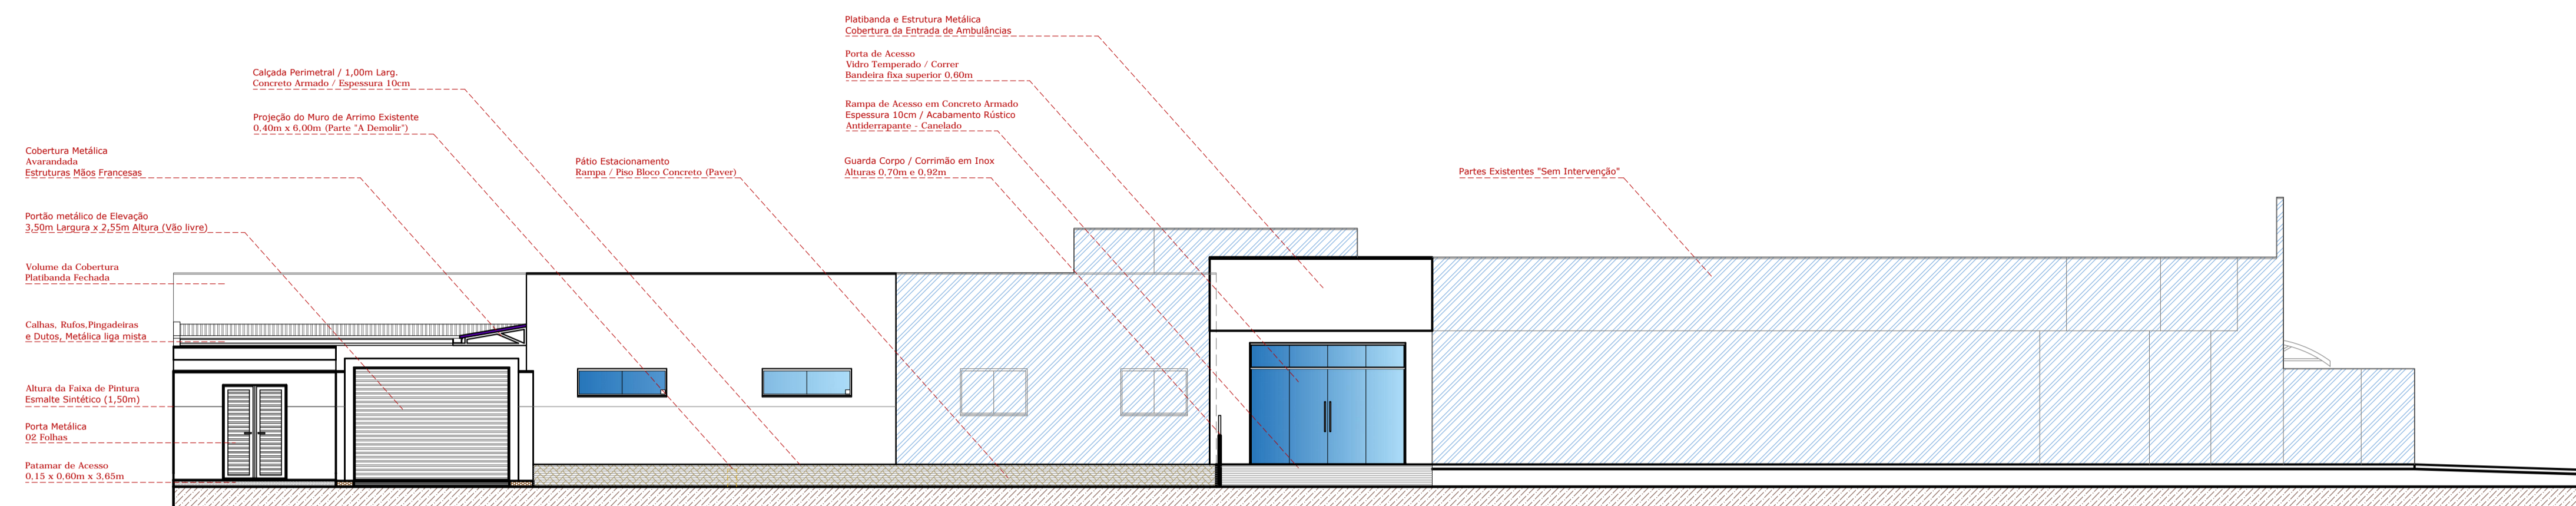 Platibanda e Estrutura Metálica
Cobertura da Entrada de Ambulâncias
Porta de Acesso
Vidro Temperado / Correr
Bandeira fixa superior 0,60m
Calçada Perimetral / 1,00m Larg.
Concreto Armado / Espessura 10cm
Rampa de Acesso em Concreto Armado
Espessura 10cm / Acabamento Rústico
Antiderrapante - Canelado
Projeção do Muro de Arrimo Existente
0,40m x 6,00m (Parte "A Demolir")
Cobertura Metálica
Avarandada
Estruturas Mãos Francesas
Pátio Estacionamento
Rampa / Piso Bloco Concreto (Paver)
Guarda Corpo / Corrimão em Inox
Alturas 0,70m e 0,92m
Partes Existentes "Sem Intervenção"
Portão metálico de Elevação
3,50m Largura x 2,55m Altura (Vão livre)
Volume da Cobertura
Platibanda Fechada
Calhas, Rufos,Pingadeiras
e Dutos, Metálica liga mista
Altura da Faixa de Pintura
Esmalte Sintético (1,50m)
Porta Metálica
02 Folhas
Patamar de Acesso
0,15 x 0,60m x 3,65m